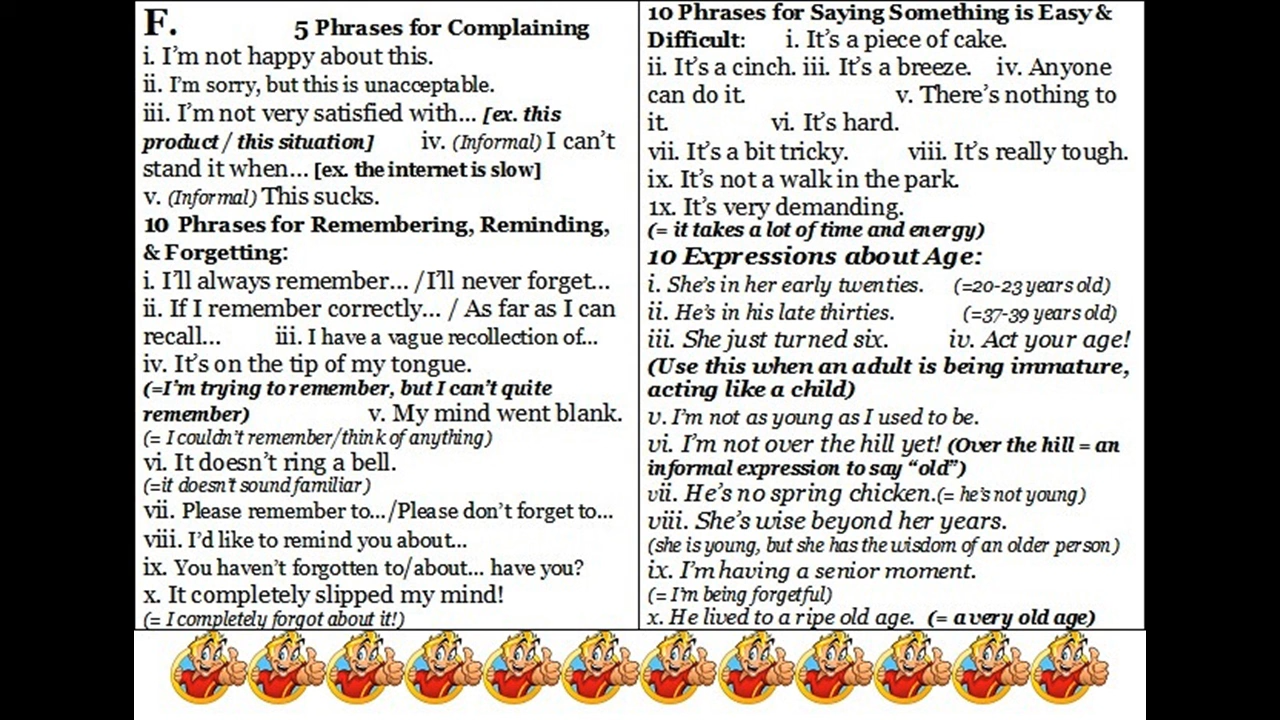 F. 5 Phrases for Complaining
i. I'm not happy about this.
ii. I'm sorry, but this is unacceptable.
iii. I'm not very satisfied with... [ex. this
product / this situation] iv. (Informal) I can't
stand it when... [ex. the internet is slow]
v. (Informal) This sucks.
10 Phrases for Remembering, Reminding,
& Forgetting:
i. I'll always remember... /I'll never forget...
ii. If I remember correctly... / As far as I can
recall... iii. I have a vague recollection of...
iv. It's on the tip of my tongue.
(=I'm trying to remember, but I can't quite
remember) v. My mind went blank.
(= I couldn't remember/think of anything)
vi. It doesn't ring a bell.
(=it doesn't sound familiar)
vii. Please remember to.../Please don't forget to...
viii. I'd like to remind you about...
ix. You haven't forgotten to/about... have you?
x. It completely slipped my mind!
(= I completely forgot about it!)
10 Phrases for Saying Something is Easy &
Difficult: i. It's a piece of cake.
ii. It's a cinch. iii. It's a breeze. iv. Anyone
can do it. v. There's nothing to
it. vi. It's hard.
vii. It's a bit tricky. viii. It's really tough.
ix. It's not a walk in the park.
1x. It's very demanding.
(= it takes a lot of time and energy)
10 Expressions about Age:
i. She's in her early twenties. (=20-23 years old)
ii. He's in his late thirties. (=37-39 years old)
iii. She just turned six. iv. Act your age!
(Use this when an adult is being immature,
acting like a child)
v. I'm not as young as I used to be.
vi. I'm not over the hill yet! (Over the hill = an
informal expression to say "old")
vii. He's no spring chicken.(= he's not young)
viii. She's wise beyond her years.
(she is young, but she has the wisdom of an older person)
ix. I'm having a senior moment.
(= I'm being forgetful)
x. He lived to a ripe old age. (= a very old age)